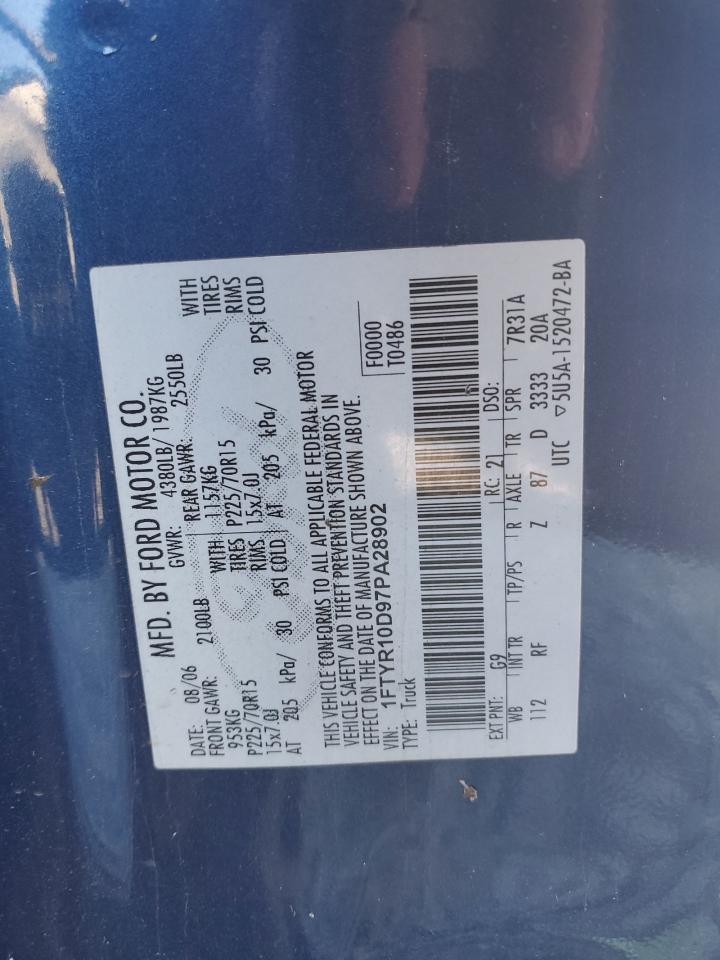 MFD. BY FORD MOTOR CO.
DATE: 08/06 GVWR: 4380LB/ 1987KG
FRONT GAWR: 2100LB REAR GAWR: 2550LB
953KG WITH 1157KG WITH
P225/70R15 TIRES P225/70R15 TIRES
15x7.0J RIMS 15x7.0J RIMS
AT 205 kPa/ 30 PSI COLD AT 205 kPa/ 30 PSI COLD
THIS VEHICLE CONFORMS TO ALL APPLICABLE FEDERAL MOTOR
VEHICLE SAFETY AND THEFT PREVENTION STANDARDS IN
EFFECT ON THE DATE OF MANUFACTURE SHOWN ABOVE.
VIN: 1FTYR10D97PA28902 F0000
TYPE: Truck T0486
EXT PNT: G9 RC: 21 DSO:
WB INT TR TP/PS R AXLE TR SPR 7R31A
112 RF Z 87 D 3333 20A
UTC ▽5U5A-1520472-BA